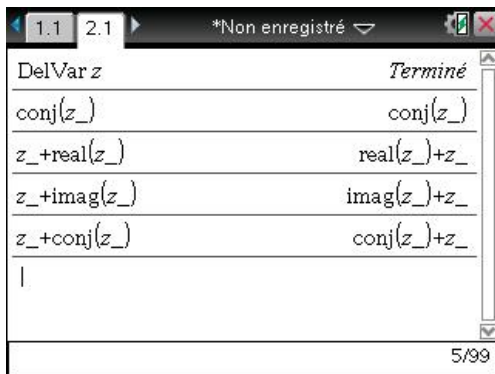 1.1 2.1 *Non enregistré
DelVar z Terminé
conj(z_) conj(z_)
z_+real(z_) real(z_)+z_
z_+imag(z_) imag(z_)+z_
z_+conj(z_) conj(z_)+z_
5/99